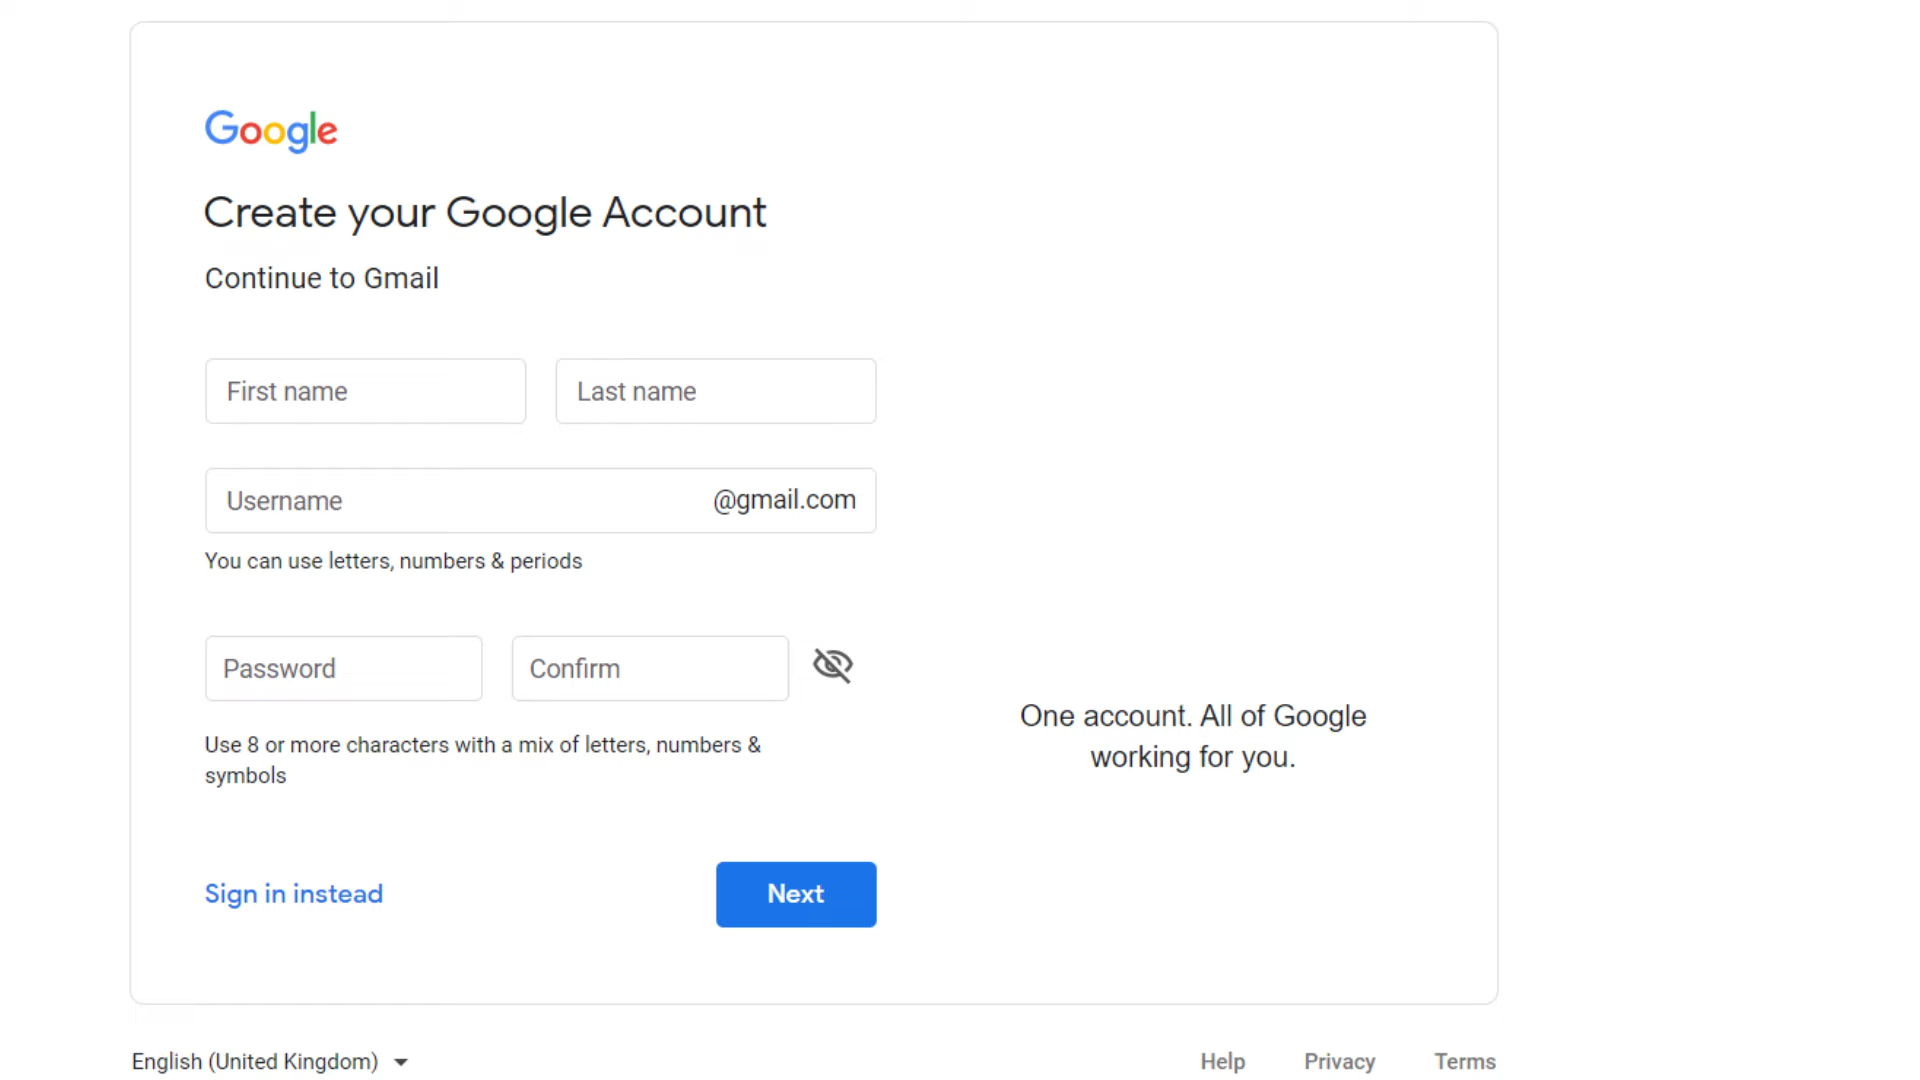 Google
Create your Google Account
Continue to Gmail
First name
Last name
Username
@gmail.com
You can use letters, numbers & periods
Password
Confirm
Use 8 or more characters with a mix of letters, numbers &
symbols
One account. All of Google
working for you.
Sign in instead
Next
English (United Kingdom)
Help
Privacy
Terms